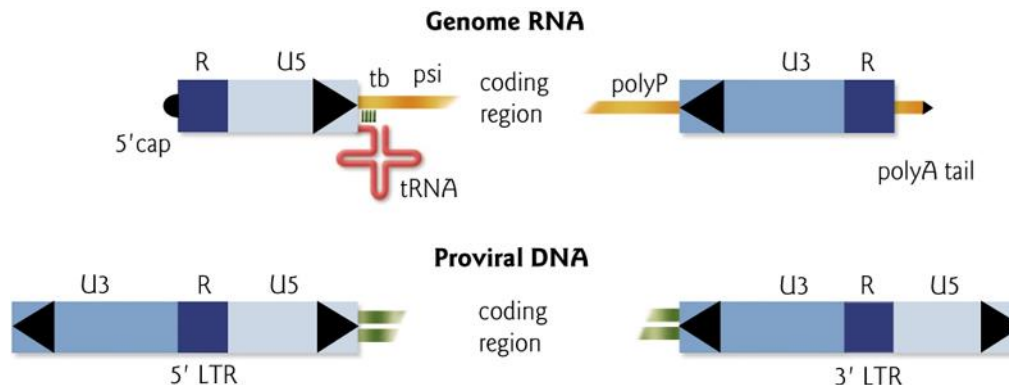 Genome RNA
R U5 tb psi coding region polyP U3 R
5'cap
tRNA
polyA tail
Proviral DNA
U3 R U5 coding region U3 R U5
5' LTR
3' LTR